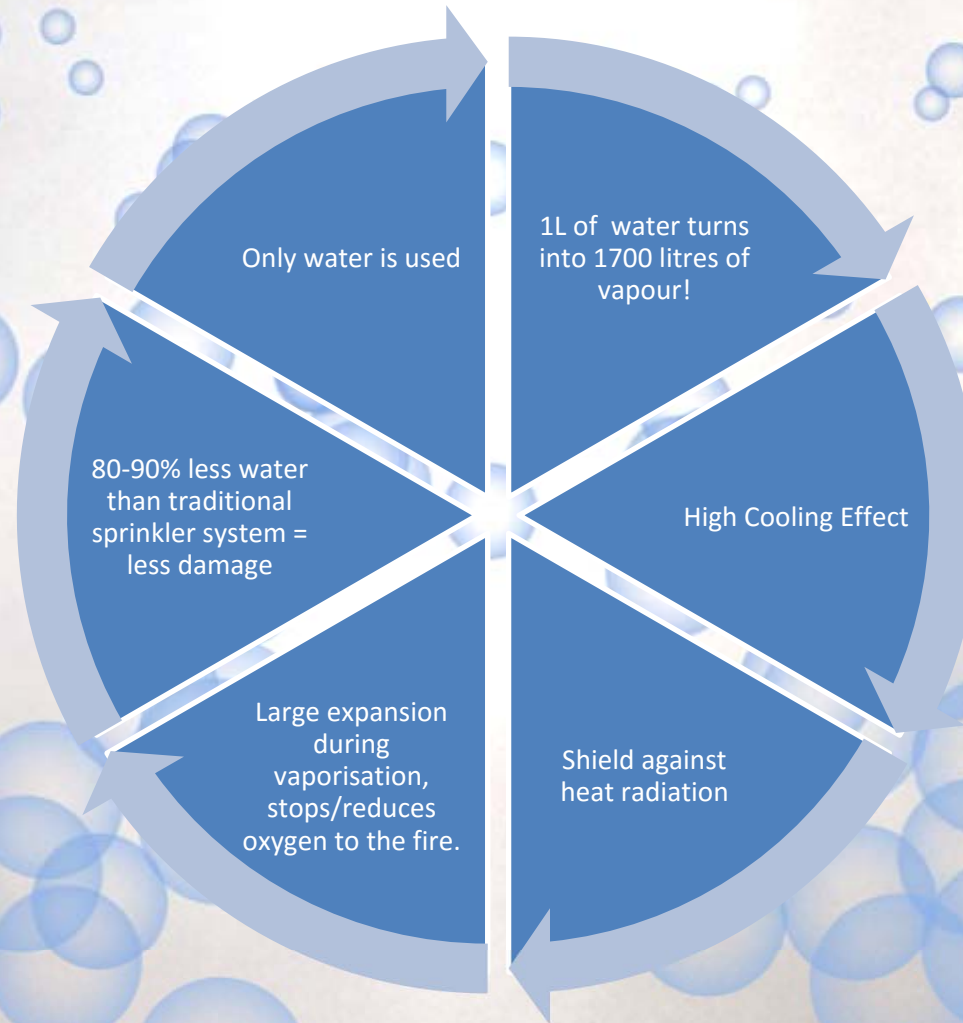 Only water is used
1L of water turns
into 1700 litres of
vapour!
High Cooling Effect
Shield against
heat radiation
Large expansion
during
vaporisation,
stops/reduces
oxygen to the fire.
80-90% less water
than traditional
sprinkler system =
less damage